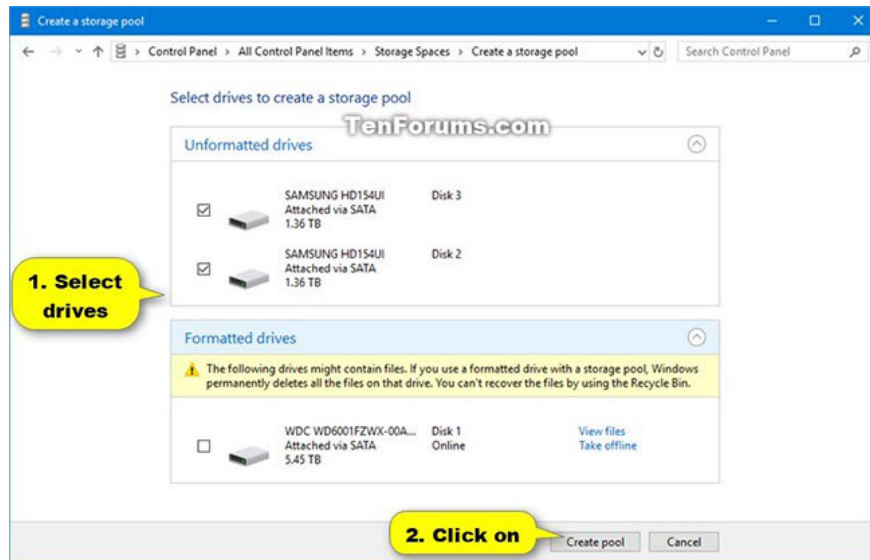 Create a storage pool
Control Panel > All Control Panel Items > Storage Spaces > Create a storage pool
Search Control Panel
Select drives to create a storage pool
TenForums.com
Unformatted drives
SAMSUNG HD154UI Disk 3
Attached via SATA
1.36 TB
SAMSUNG HD154UI Disk 2
Attached via SATA
1.36 TB
1. Select
drives
Formatted drives
The following drives might contain files. If you use a formatted drive with a storage pool, Windows
permanently deletes all the files on that drive. You can't recover the files by using the Recycle Bin.
WDC WD6001FZWX-00A... Disk 1 View files
Attached via SATA Online Take offline
5.45 TB
2. Click on
Create pool Cancel